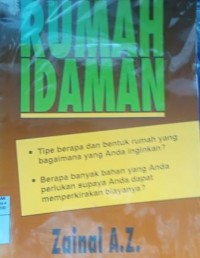 RUMAH
IDAMAN
• Tipe berapa dan bentuk rumah yang
bagaimana yang Anda inginkan?
• Berapa banyak bahan yang Anda
perlukan supaya Anda dapat
memperkirakan biayanya?
Zainal A.Z.